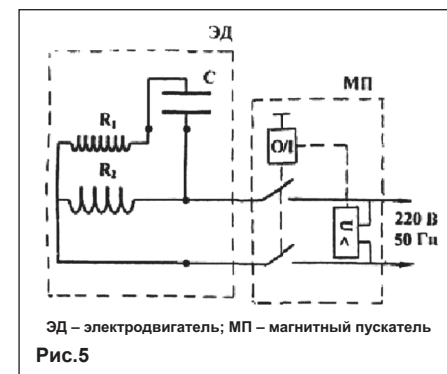 ЭД
C
МП
R₁
O/I
R₂
U
<
220 В
50 Гц
ЭД – электродвигатель; МП – магнитный пускатель
Рис.5